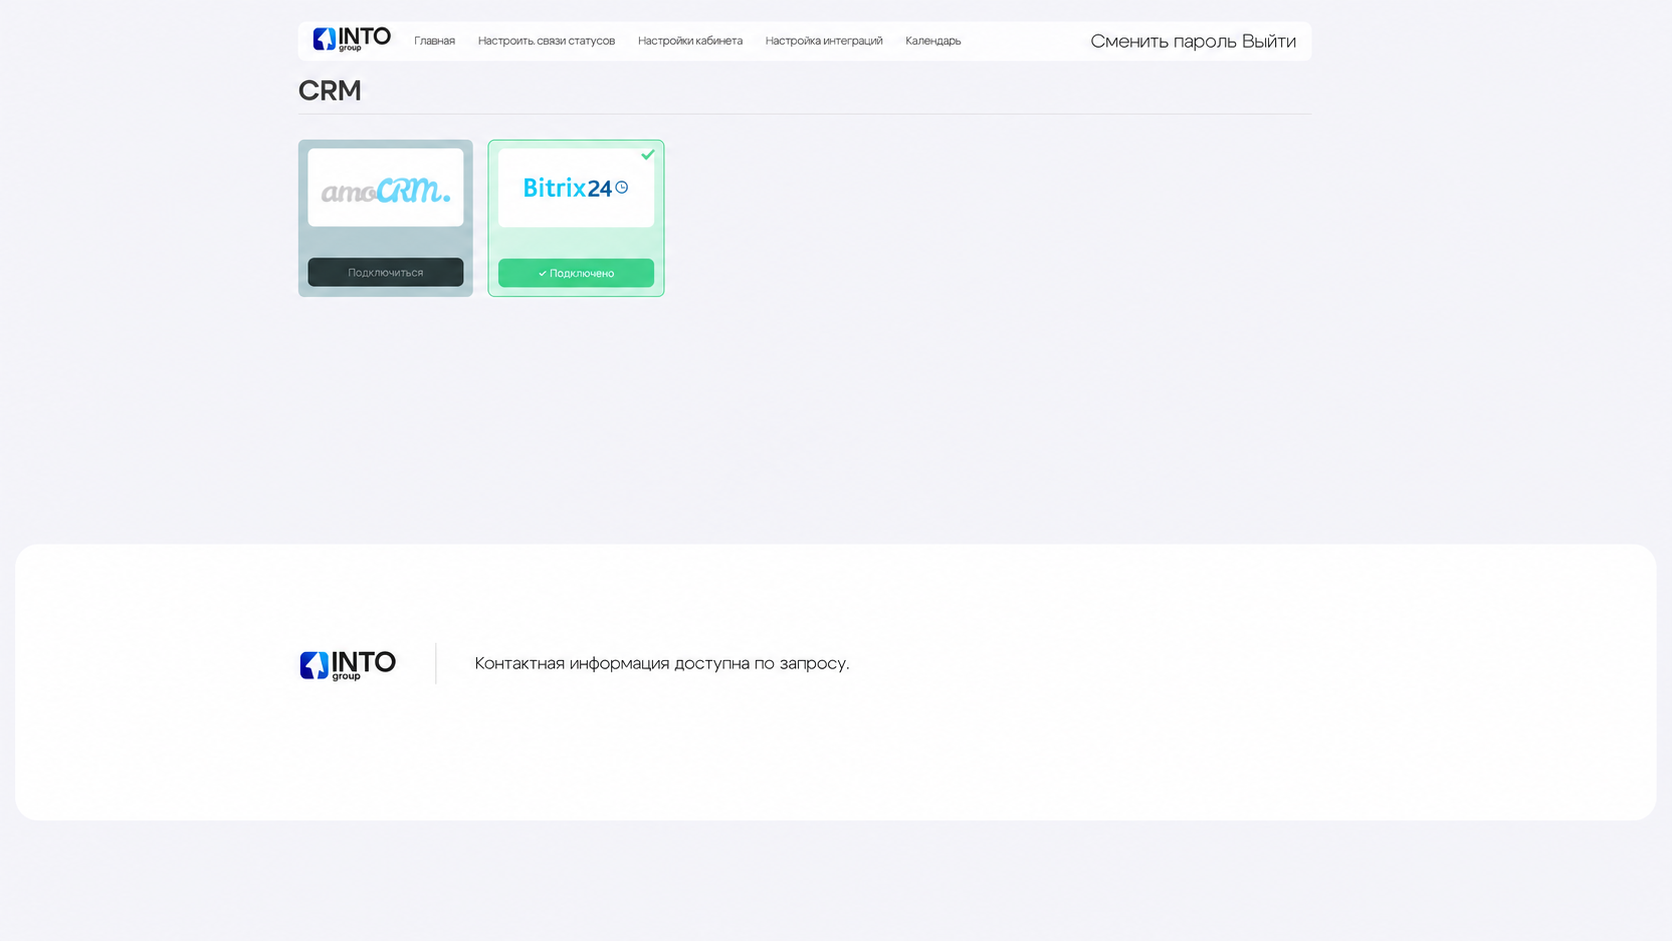 INTO group Главная Настроить связи статусов Настройки кабинета Настройка интеграций Календарь Сменить пароль Выйти
CRM
amoCRM.
Подключиться
Bitrix24
✓ Подключено
INTO group
Контактная информация доступна по запросу.